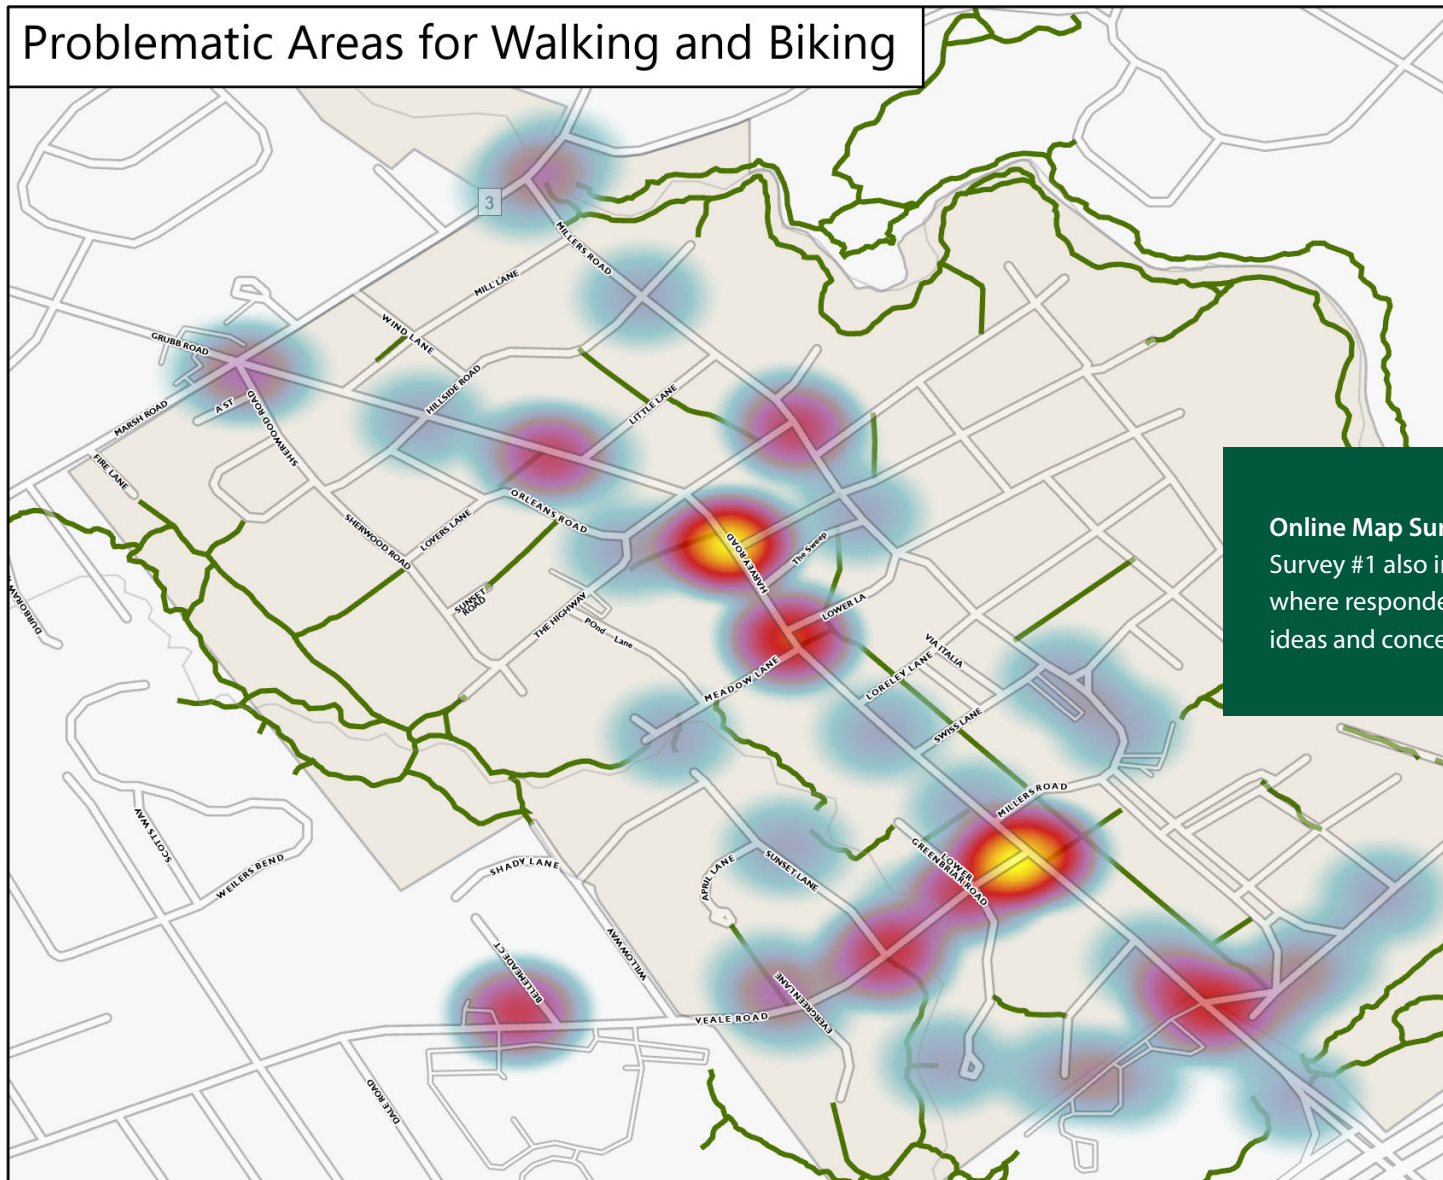 Problematic Areas for Walking and Biking
3
MILLERS ROAD
MILL LANE
WIND LANE
GRUBB ROAD
HILLSIDE ROAD
LITTLE LANE
A ST
MARSH ROAD
SHERWOOD ROAD
FIRE LANE
ORLEANS ROAD
LOVERS LANE
SHERWOOD ROAD
HARVEY ROAD
The Sweep
SUNSET
ROAD
THE HIGHWAY
POnd Lane
LOWER LA
VIA ITALIA
LORELEY LANE
MEADOW LANE
SWISS LANE
Online Map Sur
Survey #1 also in
where responde
ideas and conce
MILLERS ROAD
LOWER
GREENBRIAR ROAD
SUNSET LANE
APRIL LANE
SCOTTS WAY
WEILERS BEND
SHADY LANE
WILLOW WAY
BELLEMEADE CT
EVERGREEN LANE
VEALE ROAD
DALE ROAD